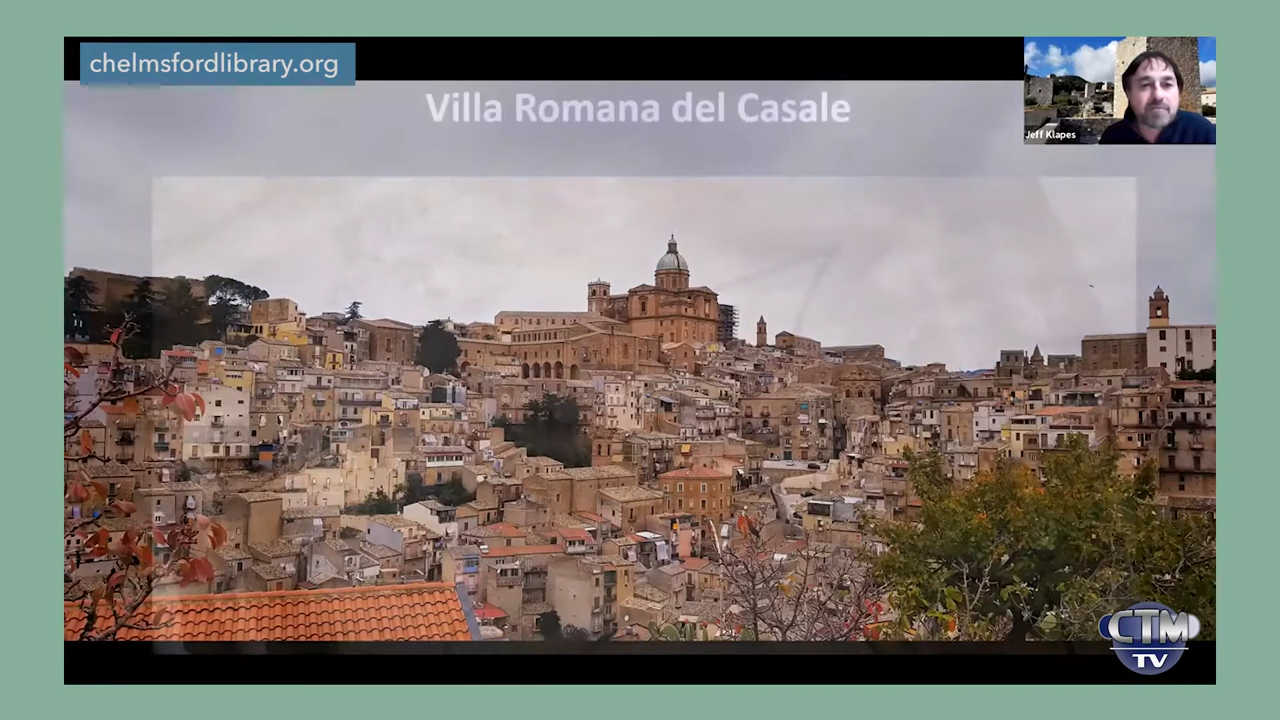 chelmsfordlibrary.org
Villa Romana del Casale
Jeff Klapes
CTM
TV